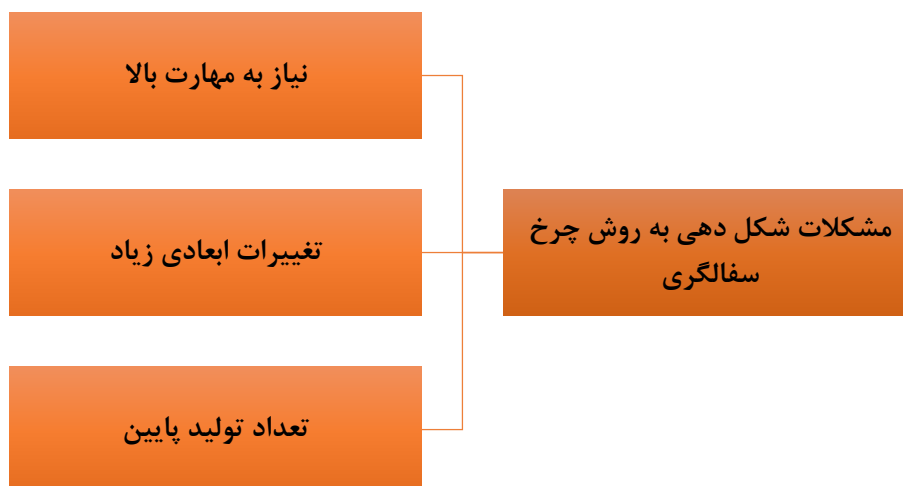 مشکلات شکل دهی به روش چرخ
سفالگری
نیاز به مهارت بالا
تغییرات ابعادی زیاد
تعداد تولید پایین